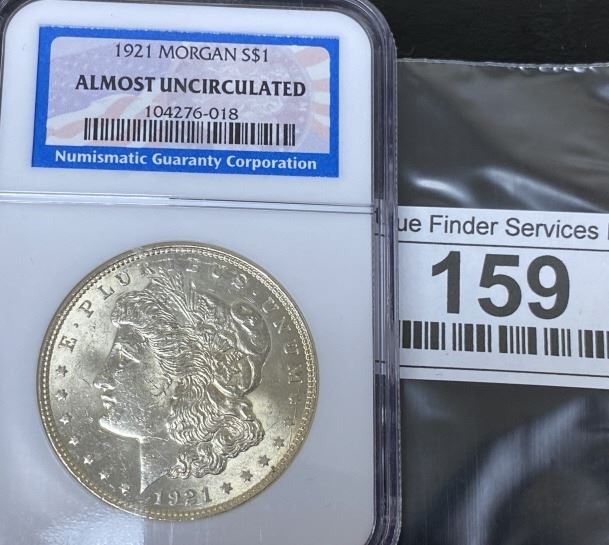 1921 MORGAN S$1
ALMOST UNCIRCULATED
104276-018
Numismatic Guaranty Corporation
ue Finder Services
159
E·PLURIBUS·UNUM
1921